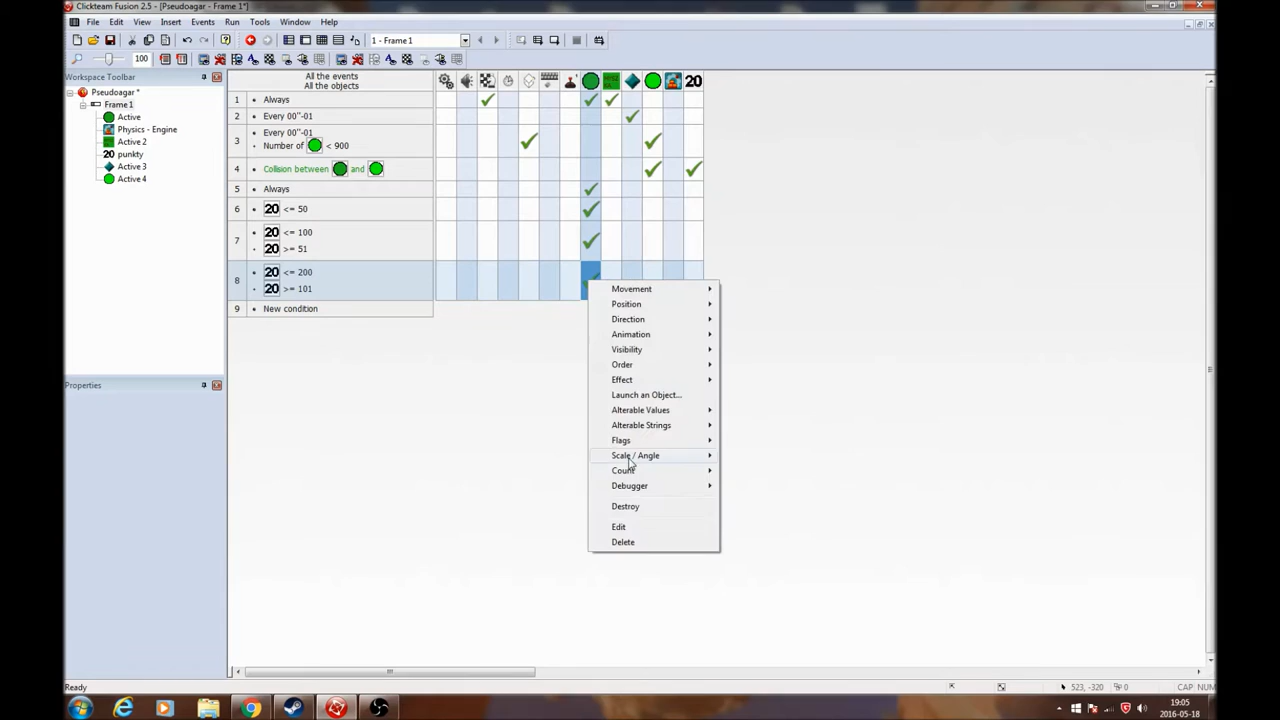 Clickteam Fusion 2.5 - [Pseudoagar - Frame 1*]
File Edit View Insert Events Run Tools Window Help
1 - Frame 1
100
Workspace Toolbar
Pseudoagar *
Frame 1
Active
Physics - Engine
Active 2
20 punkty
Active 3
Active 4
Properties
All the events
All the objects
20
1 • Always
2 • Every 00"-01
3 • Every 00"-01
• Number of < 900
4 • Collision between and
5 • Always
6 • 20 <= 50
7 • 20 <= 100
• 20 >= 51
8 • 20 <= 200
• 20 >= 101
9 • New condition
Movement
Position
Direction
Animation
Visibility
Order
Effect
Launch an Object...
Alterable Values
Alterable Strings
Flags
Scale / Angle
Count
Debugger
Destroy
Edit
Delete
Ready
523, -320
0
CAP NUM
19:05
2016-05-18